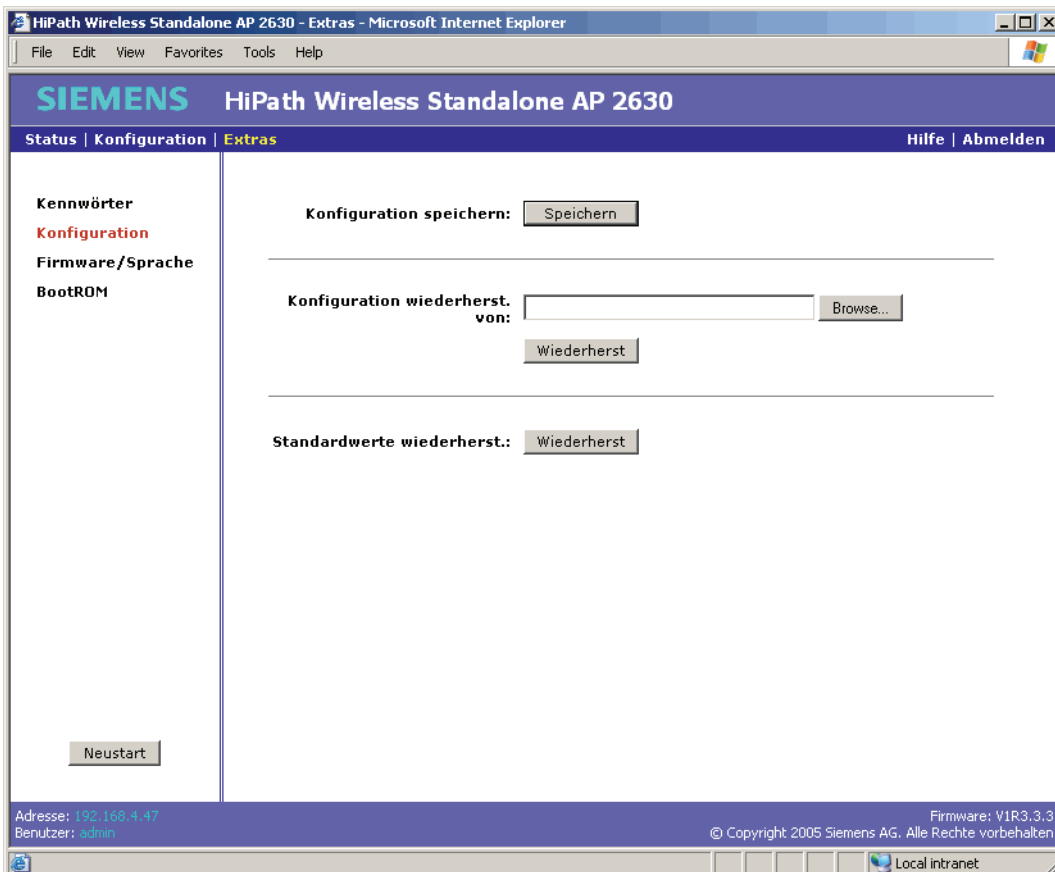 HiPath Wireless Standalone AP 2630 - Extras - Microsoft Internet Explorer
File Edit View Favorites Tools Help
SIEMENS HiPath Wireless Standalone AP 2630
Status | Konfiguration | Extras Hilfe | Abmelden
Kennwörter
Konfiguration
Firmware/Sprache
BootROM
Konfiguration speichern: Speichern
Konfiguration wiederherst. von: Browse...
Wiederherst
Standardwerte wiederherst.: Wiederherst
Neustart
Adresse: 192.168.4.47
Benutzer: admin
Firmware: V1R3.3.3
© Copyright 2005 Siemens AG. Alle Rechte vorbehalten
Local intranet